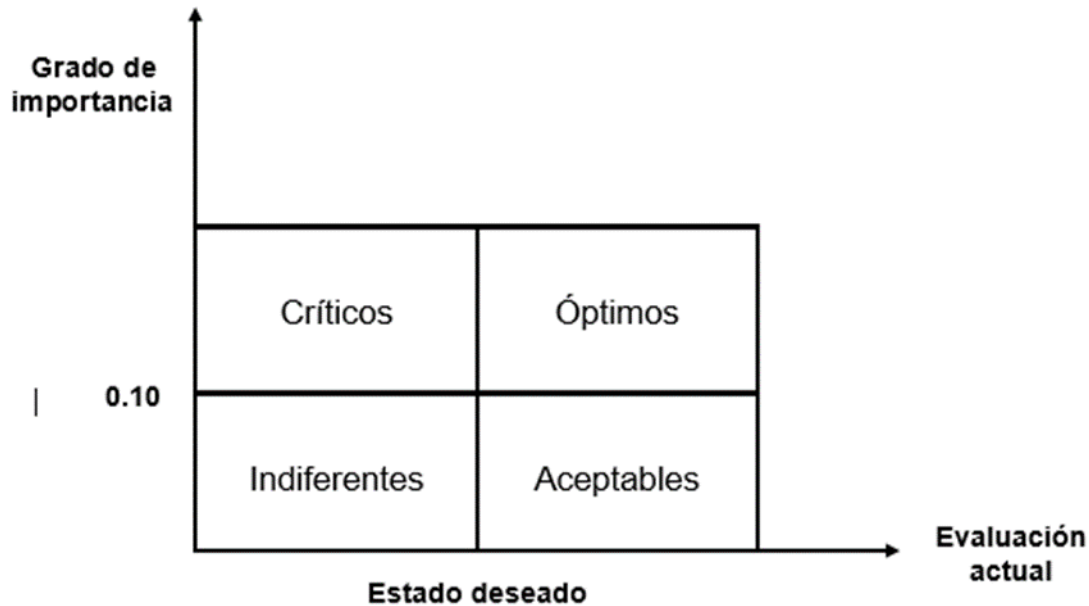 Grado de
importancia
Críticos
Óptimos
0.10
Indiferentes
Aceptables
Evaluación
actual
Estado deseado